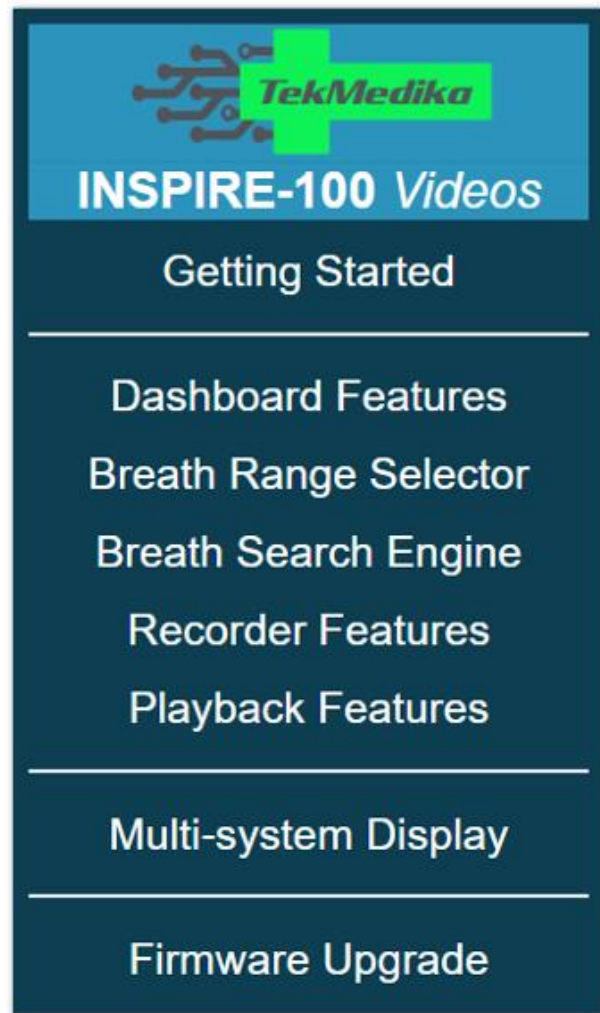 TekMedika
INSPIRE-100 Videos
Getting Started
Dashboard Features
Breath Range Selector
Breath Search Engine
Recorder Features
Playback Features
Multi-system Display
Firmware Upgrade